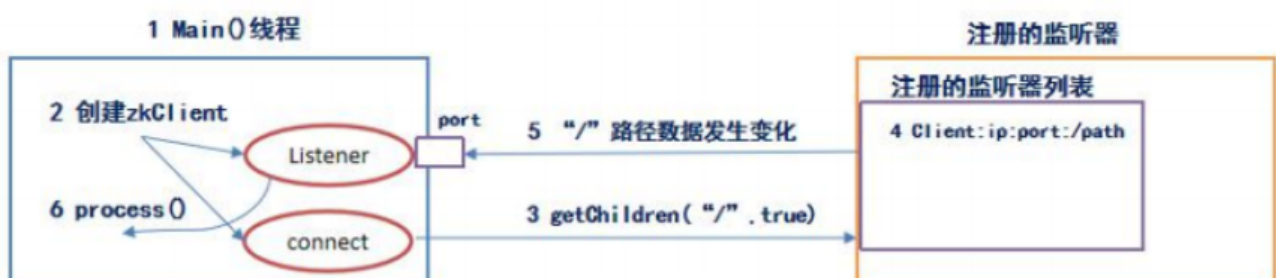 1 Main()线程
注册的监听器
注册的监听器列表
2 创建zkClient
port
5 “/”路径数据发生变化
4 Client:ip:port:/path
Listener
6 process()
3 getChildren(“/”.true)
connect